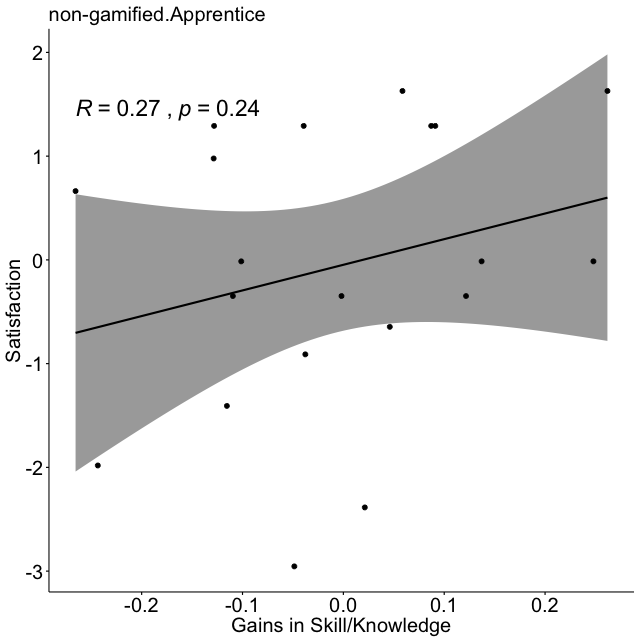 non-gamified.Apprentice
R = 0.27 , p = 0.24
2
1
0
-1
-2
-3
Satisfaction
-0.2 -0.1 0.0 0.1 0.2
Gains in Skill/Knowledge